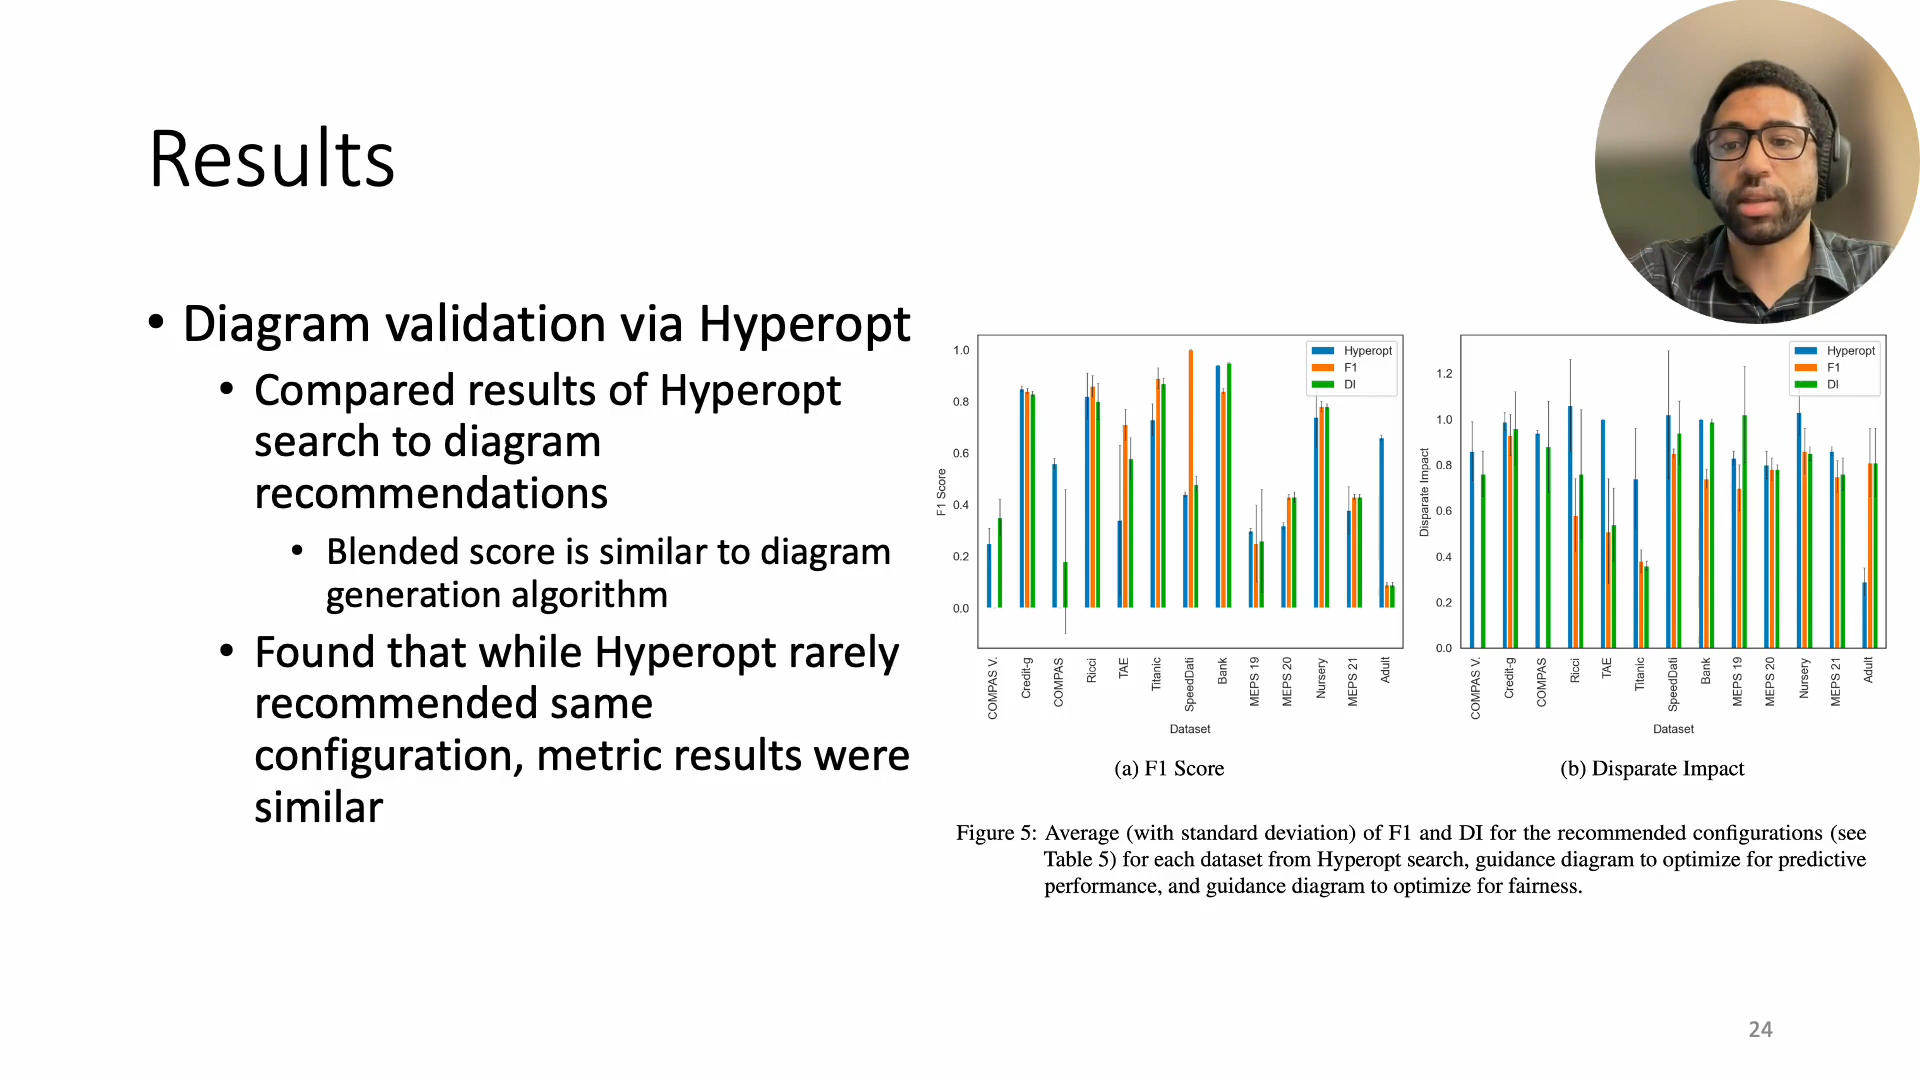 Results
• Diagram validation via Hyperopt
• Compared results of Hyperopt
search to diagram
recommendations
• Blended score is similar to diagram
generation algorithm
• Found that while Hyperopt rarely
recommended same
configuration, metric results were
similar
F1 Score
1.0
0.8
0.6
0.4
0.2
0.0
Hyperopt
F1
DI
COMPAS V.
Credit-g
COMPAS
Ricci
TAE
Titanic
SpeedDati
Bank
MEPS 19
MEPS 20
Nursery
MEPS 21
Adult
Dataset
(a) F1 Score
Disparate Impact
1.2
1.0
0.8
0.6
0.4
0.2
0.0
Hyperopt
F1
DI
COMPAS V.
Credit-g
COMPAS
Ricci
TAE
Titanic
SpeedDati
Bank
MEPS 19
MEPS 20
Nursery
MEPS 21
Adult
Dataset
(b) Disparate Impact
Figure 5: Average (with standard deviation) of F1 and DI for the recommended configurations (see
Table 5) for each dataset from Hyperopt search, guidance diagram to optimize for predictive
performance, and guidance diagram to optimize for fairness.
24